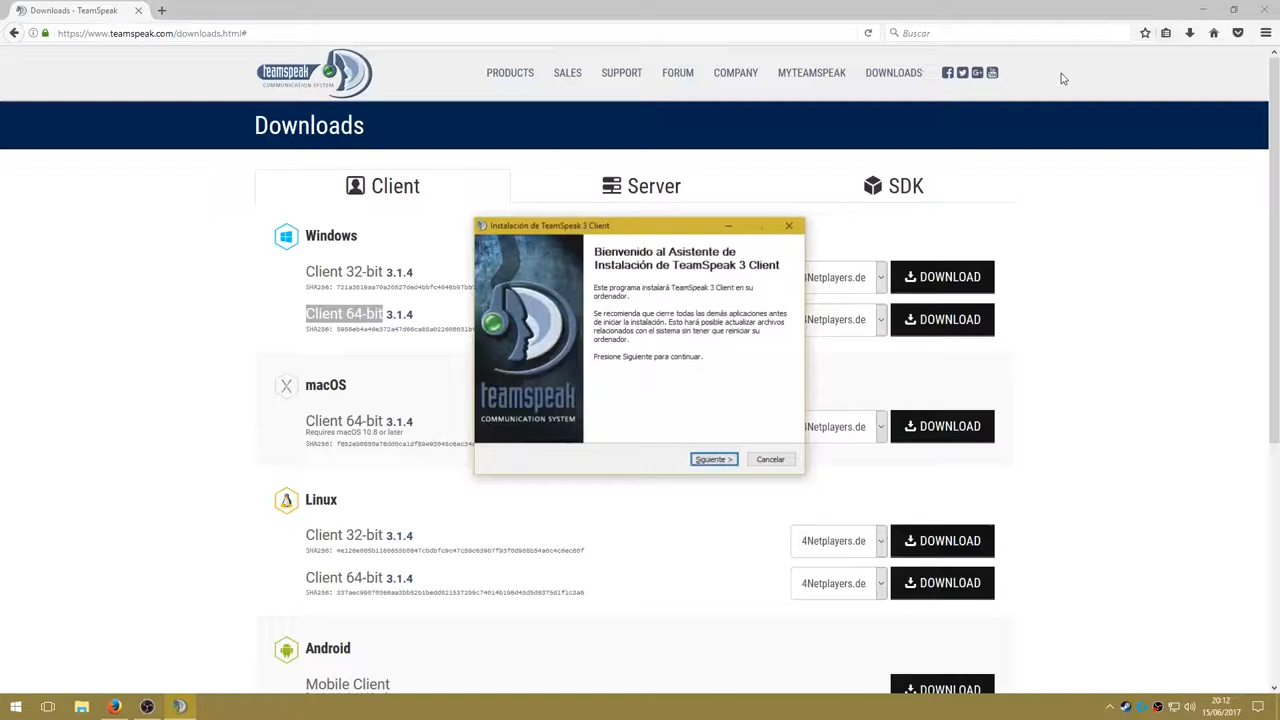 Downloads - TeamSpeak
https://www.teamspeak.com/downloads.html#
Buscar
teamspeak
COMMUNICATION SYSTEM
PRODUCTS SALES SUPPORT FORUM COMPANY MYTEAMSPEAK DOWNLOADS
Downloads
Client Server SDK
Windows
Client 32-bit 3.1.4
4Netplayers.de DOWNLOAD
Client 64-bit 3.1.4
4Netplayers.de DOWNLOAD
Instalación de TeamSpeak 3 Client
Bienvenido al Asistente de
Instalación de TeamSpeak 3 Client
Este programa instalará TeamSpeak 3 Client en su
ordenador.
Se recomienda que cierre todas las demás aplicaciones antes
de iniciar la instalación. Esto hará posible actualizar archivos
relacionados con el sistema sin tener que reiniciar su
ordenador.
Presione Siguiente para continuar.
teamspeak
COMMUNICATION SYSTEM
Siguiente > Cancelar
macOS
Client 64-bit 3.1.4
Requires macOS 10.8 or later
4Netplayers.de DOWNLOAD
Linux
Client 32-bit 3.1.4
4Netplayers.de DOWNLOAD
Client 64-bit 3.1.4
4Netplayers.de DOWNLOAD
Android
Mobile Client
DOWNLOAD
20:12
15/06/2017